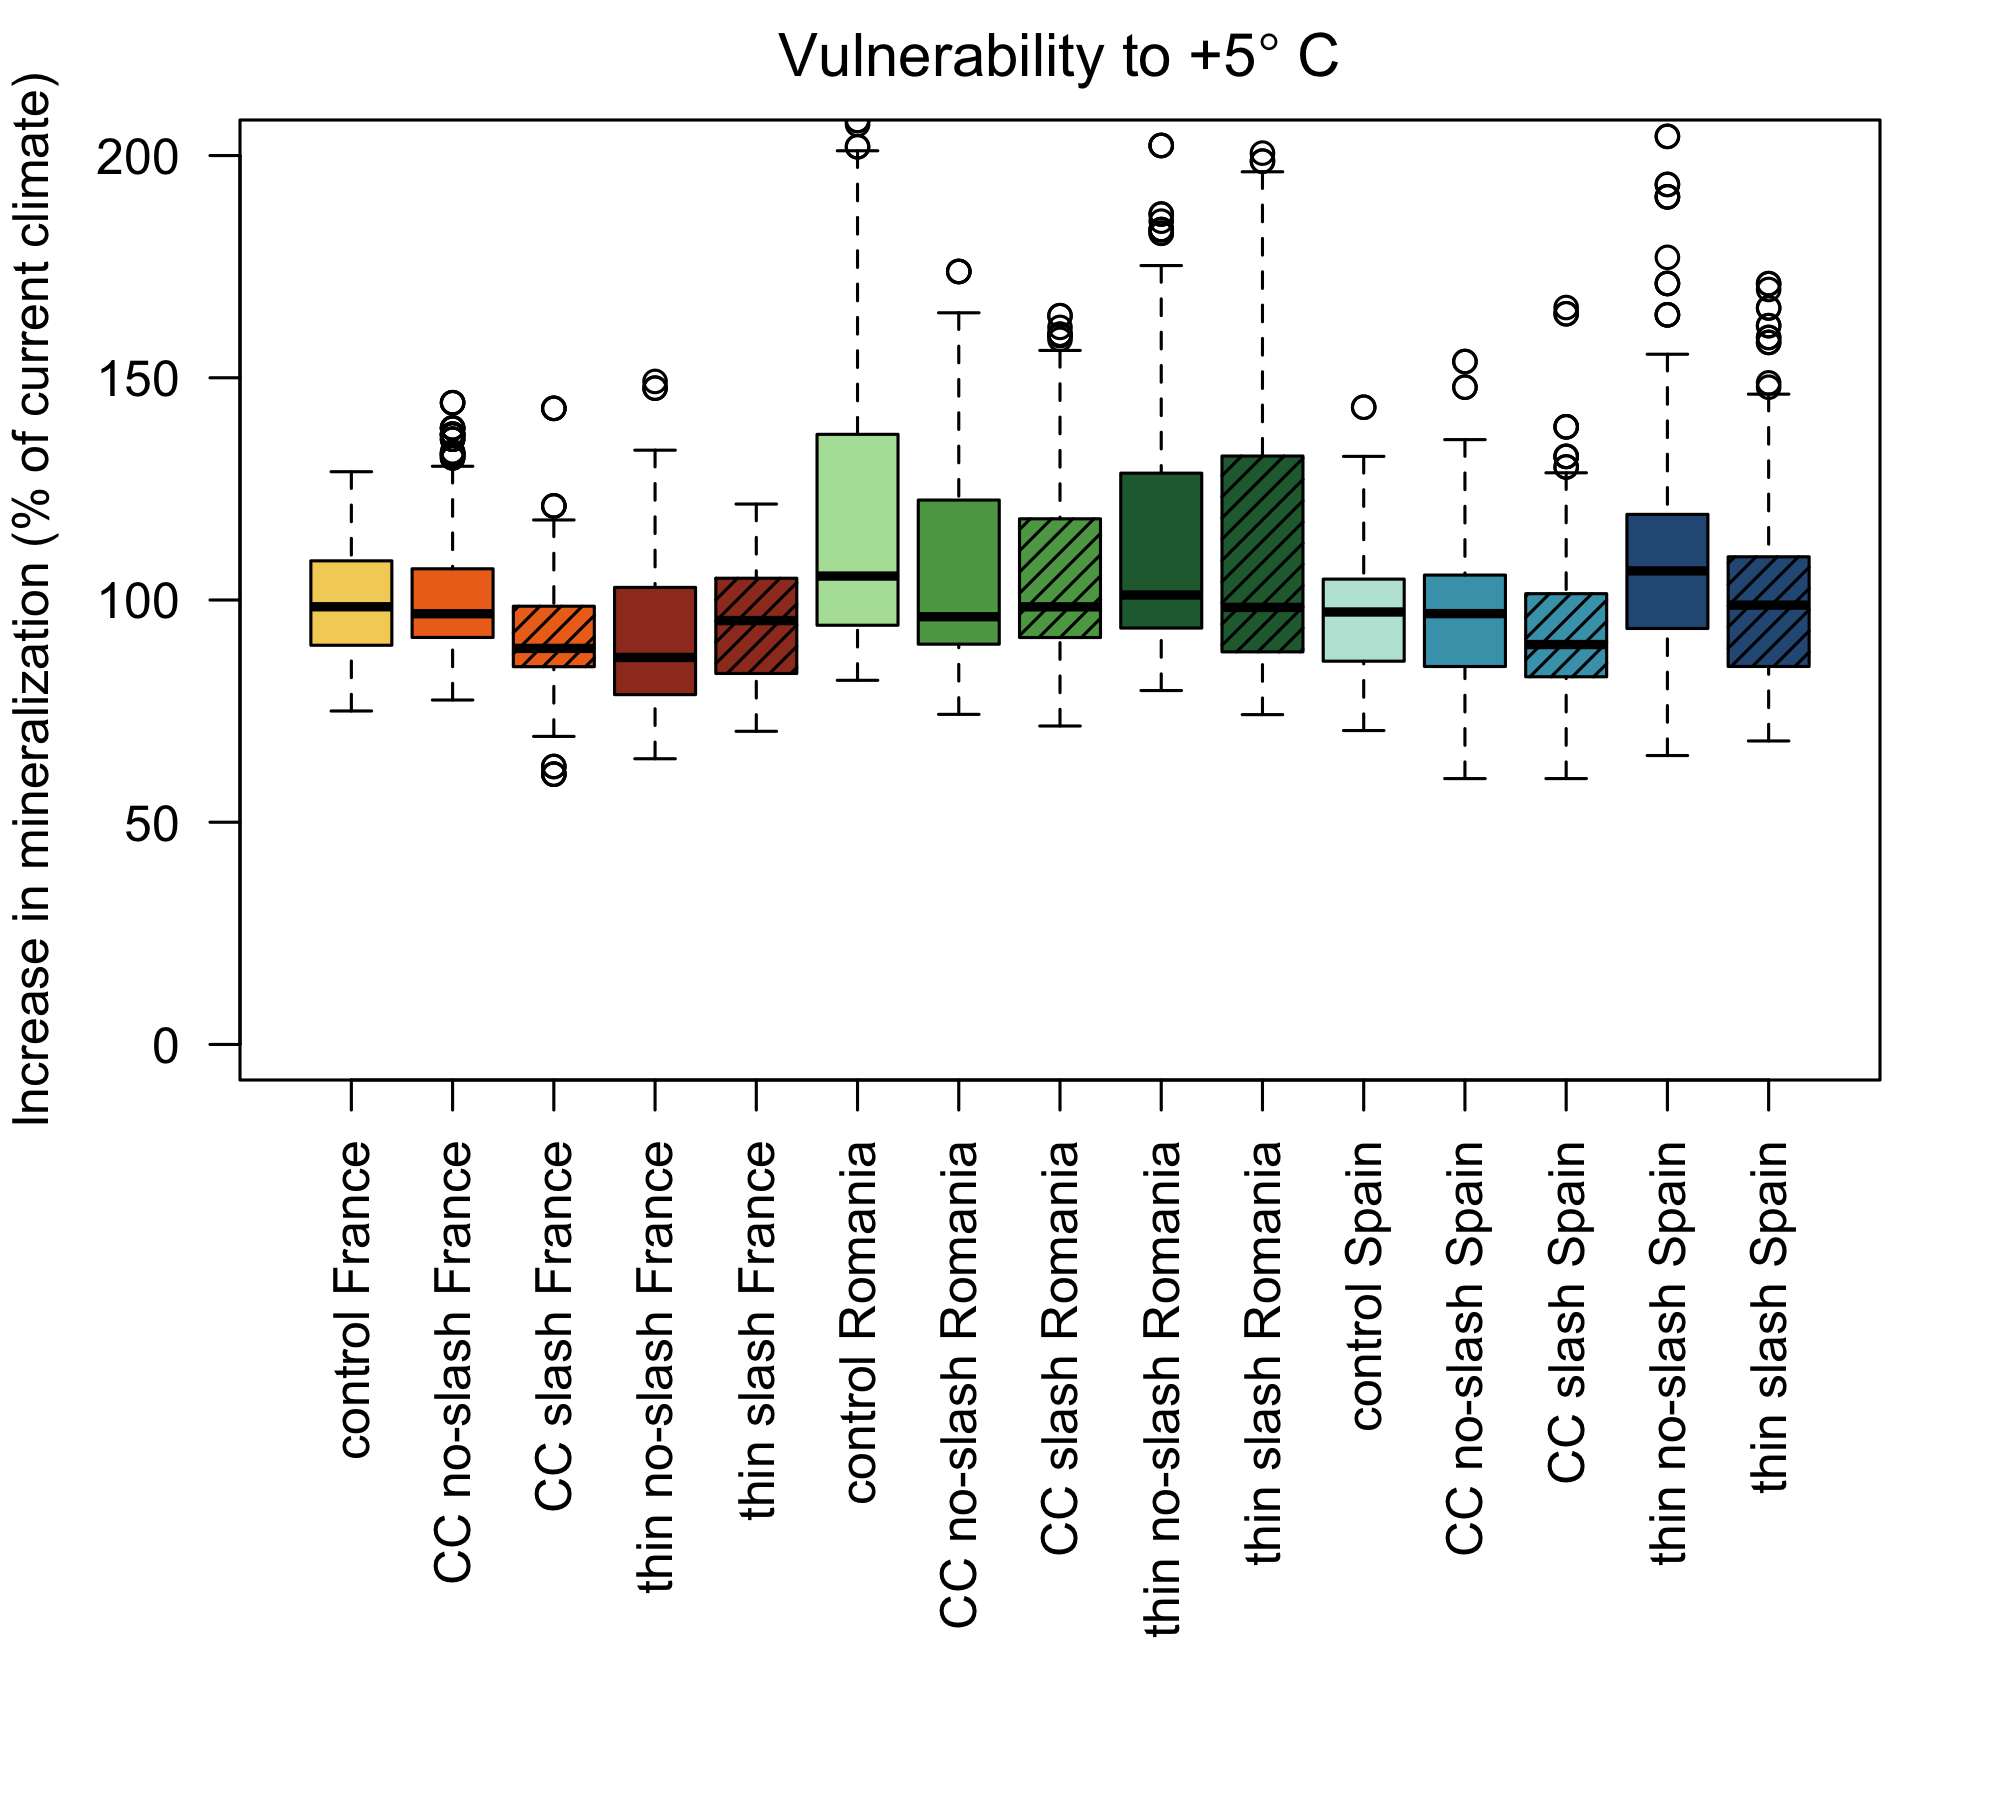 Vulnerability to +5° C
Increase in mineralization (% of current climate)
200
150
100
50
0
control France
CC no-slash France
CC slash France
thin no-slash France
thin slash France
control Romania
CC no-slash Romania
CC slash Romania
thin no-slash Romania
thin slash Romania
control Spain
CC no-slash Spain
CC slash Spain
thin no-slash Spain
thin slash Spain